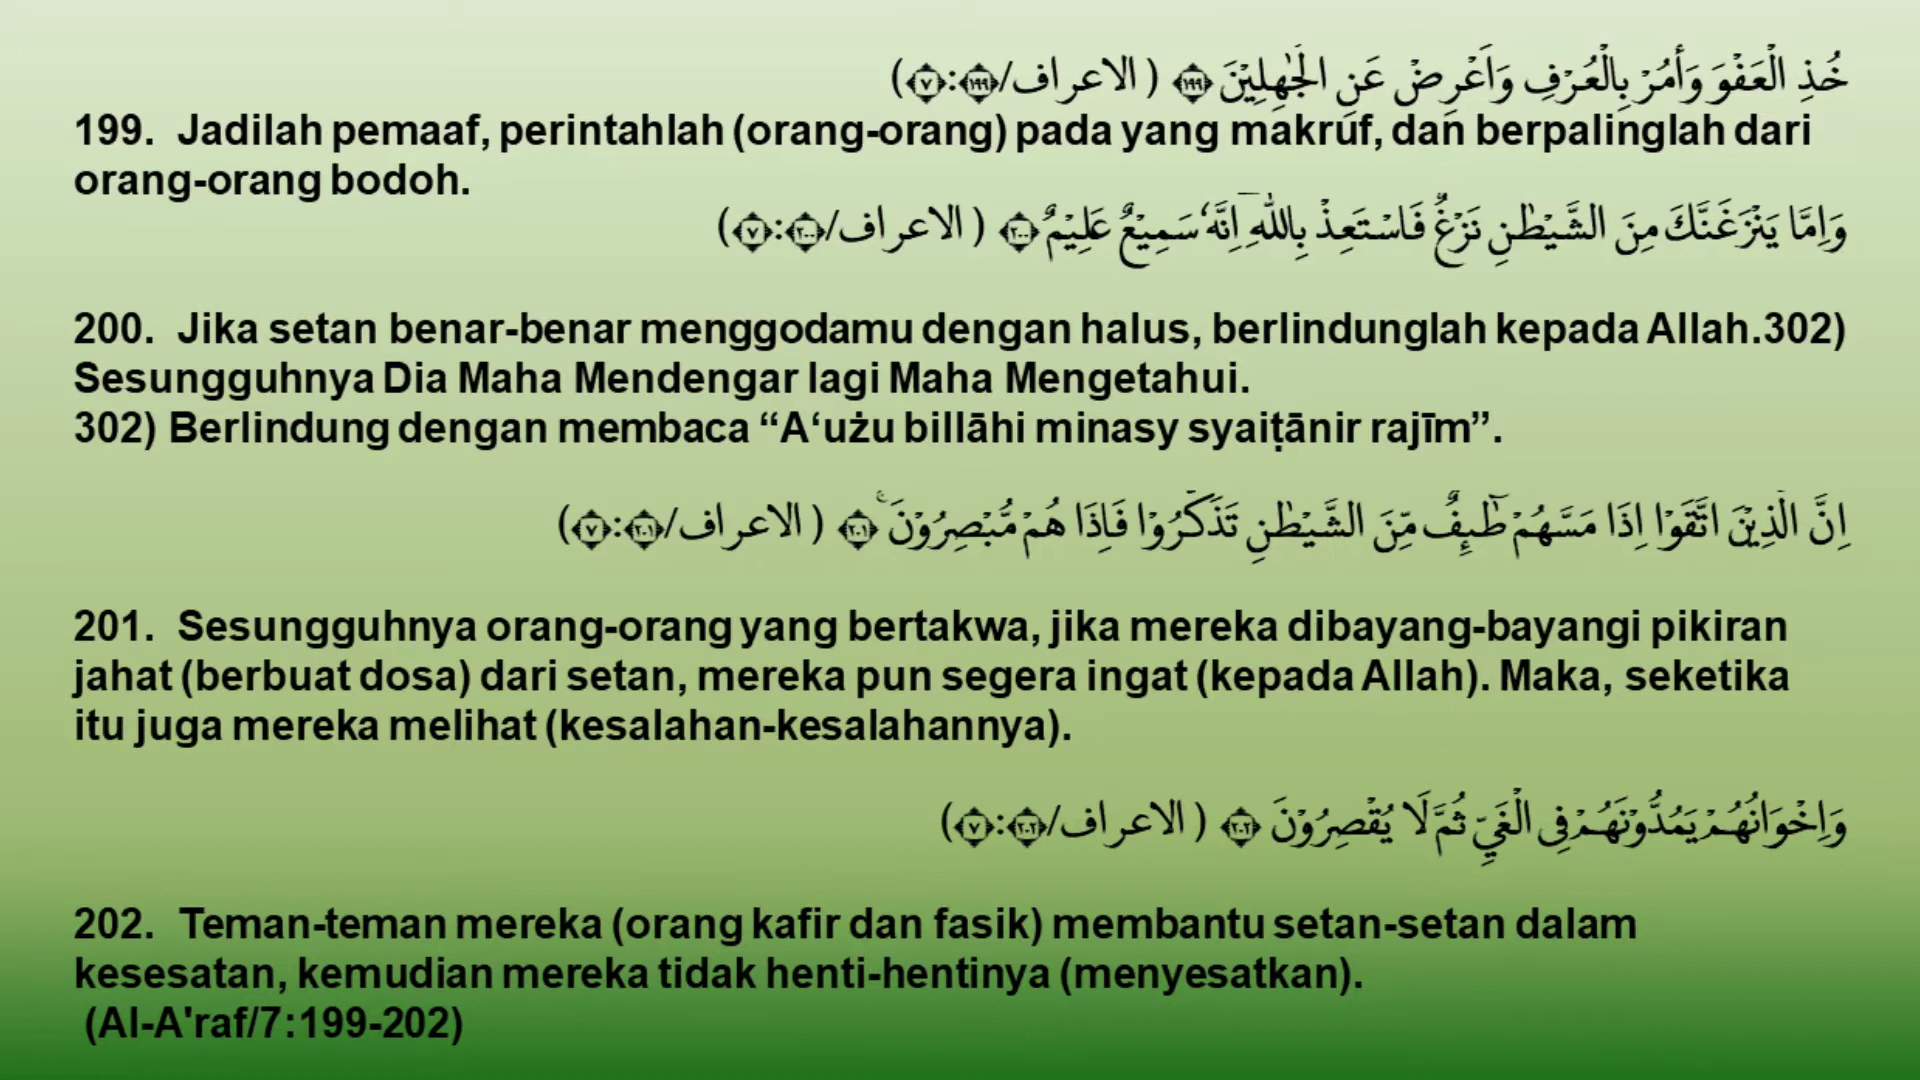 خُذِ الْعَفْوَ وَأْمُرْ بِالْعُرْفِ وَاَعْرِضْ عَنِ الْجٰهِلِيْنَ ۝١٩٩ ( الاعراف/١٩٩:٧)
199. Jadilah pemaaf, perintahlah (orang-orang) pada yang makruf, dan berpalinglah dari
orang-orang bodoh.
وَاِمَّا يَنْزَغَنَّكَ مِنَ الشَّيْطٰنِ نَزْغٌ فَاسْتَعِذْ بِاللّٰهِ ۗاِنَّهٗ سَمِيْعٌ عَلِيْمٌ ۝٢٠٠ ( الاعراف/٢٠٠:٧)
200. Jika setan benar-benar menggodamu dengan halus, berlindunglah kepada Allah.302)
Sesungguhnya Dia Maha Mendengar lagi Maha Mengetahui.
302) Berlindung dengan membaca “A‘użu billāhi minasy syaiṭānir rajīm”.
اِنَّ الَّذِيْنَ اتَّقَوْا اِذَا مَسَّهُمْ طٰۤىِٕفٌ مِّنَ الشَّيْطٰنِ تَذَكَّرُوْا فَاِذَا هُمْ مُّبْصِرُوْنَۚ ۝٢٠١ ( الاعراف/٢٠١:٧)
201. Sesungguhnya orang-orang yang bertakwa, jika mereka dibayang-bayangi pikiran
jahat (berbuat dosa) dari setan, mereka pun segera ingat (kepada Allah). Maka, seketika
itu juga mereka melihat (kesalahan-kesalahannya).
وَاِخْوَانُهُمْ يَمُدُّوْنَهُمْ فِى الْغَيِّ ثُمَّ لَا يُقْصِرُوْنَ ۝٢٠٢ ( الاعراف/٢٠٢:٧)
202. Teman-teman mereka (orang kafir dan fasik) membantu setan-setan dalam
kesesatan, kemudian mereka tidak henti-hentinya (menyesatkan).
(Al-A'raf/7:199-202)